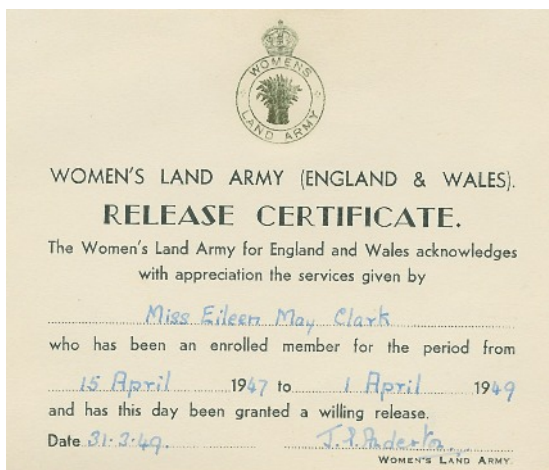 WOMENS
LAND ARMY
WOMEN'S LAND ARMY (ENGLAND & WALES).
RELEASE CERTIFICATE.
The Women's Land Army for England and Wales acknowledges
with appreciation the services given by
Miss Eileen May Clark
who has been an enrolled member for the period from
15 April 1947 to 1 April 1949
and has this day been granted a willing release.
Date 31.3.49. J. E. Anderton
WOMEN'S LAND ARMY.